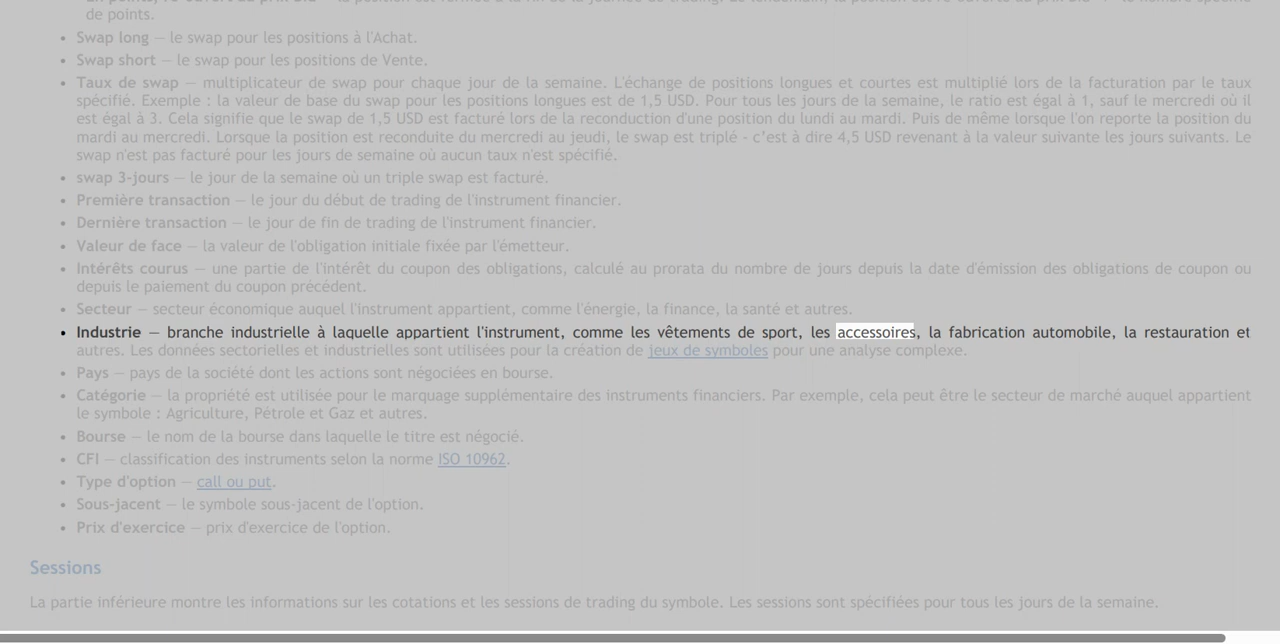 de points.
• Swap long — le swap pour les positions à l'Achat.
• Swap short — le swap pour les positions de Vente.
• Taux de swap — multiplicateur de swap pour chaque jour de la semaine. L'échange de positions longues et courtes est multiplié lors de la facturation par le taux
spécifié. Exemple : la valeur de base du swap pour les positions longues est de 1,5 USD. Pour tous les jours de la semaine, le ratio est égal à 1, sauf le mercredi où il
est égal à 3. Cela signifie que le swap de 1,5 USD est facturé lors de la reconduction d'une position du lundi au mardi. Puis de même lorsque l'on reporte la position du
mardi au mercredi. Lorsque la position est reconduite du mercredi au jeudi, le swap est triplé - c'est à dire 4,5 USD revenant à la valeur suivante les jours suivants. Le
swap n'est pas facturé pour les jours de semaine où aucun taux n'est spécifié.
• swap 3-jours — le jour de la semaine où un triple swap est facturé.
• Première transaction — le jour du début de trading de l'instrument financier.
• Dernière transaction — le jour de fin de trading de l'instrument financier.
• Valeur de face — la valeur de l'obligation initiale fixée par l'émetteur.
• Intérêts courus — une partie de l'intérêt du coupon des obligations, calculé au prorata du nombre de jours depuis la date d'émission des obligations de coupon ou
depuis le paiement du coupon précédent.
• Secteur — secteur économique auquel l'instrument appartient, comme l'énergie, la finance, la santé et autres.
• Industrie — branche industrielle à laquelle appartient l'instrument, comme les vêtements de sport, les accessoires, la fabrication automobile, la restauration et
autres. Les données sectorielles et industrielles sont utilisées pour la création de jeux de symboles pour une analyse complexe.
• Pays — pays de la société dont les actions sont négociées en bourse.
• Catégorie — la propriété est utilisée pour le marquage supplémentaire des instruments financiers. Par exemple, cela peut être le secteur de marché auquel appartient
le symbole : Agriculture, Pétrole et Gaz et autres.
• Bourse — le nom de la bourse dans laquelle le titre est négocié.
• CFI — classification des instruments selon la norme ISO 10962.
• Type d'option — call ou put.
• Sous-jacent — le symbole sous-jacent de l'option.
• Prix d'exercice — prix d'exercice de l'option.
Sessions
La partie inférieure montre les informations sur les cotations et les sessions de trading du symbole. Les sessions sont spécifiées pour tous les jours de la semaine.